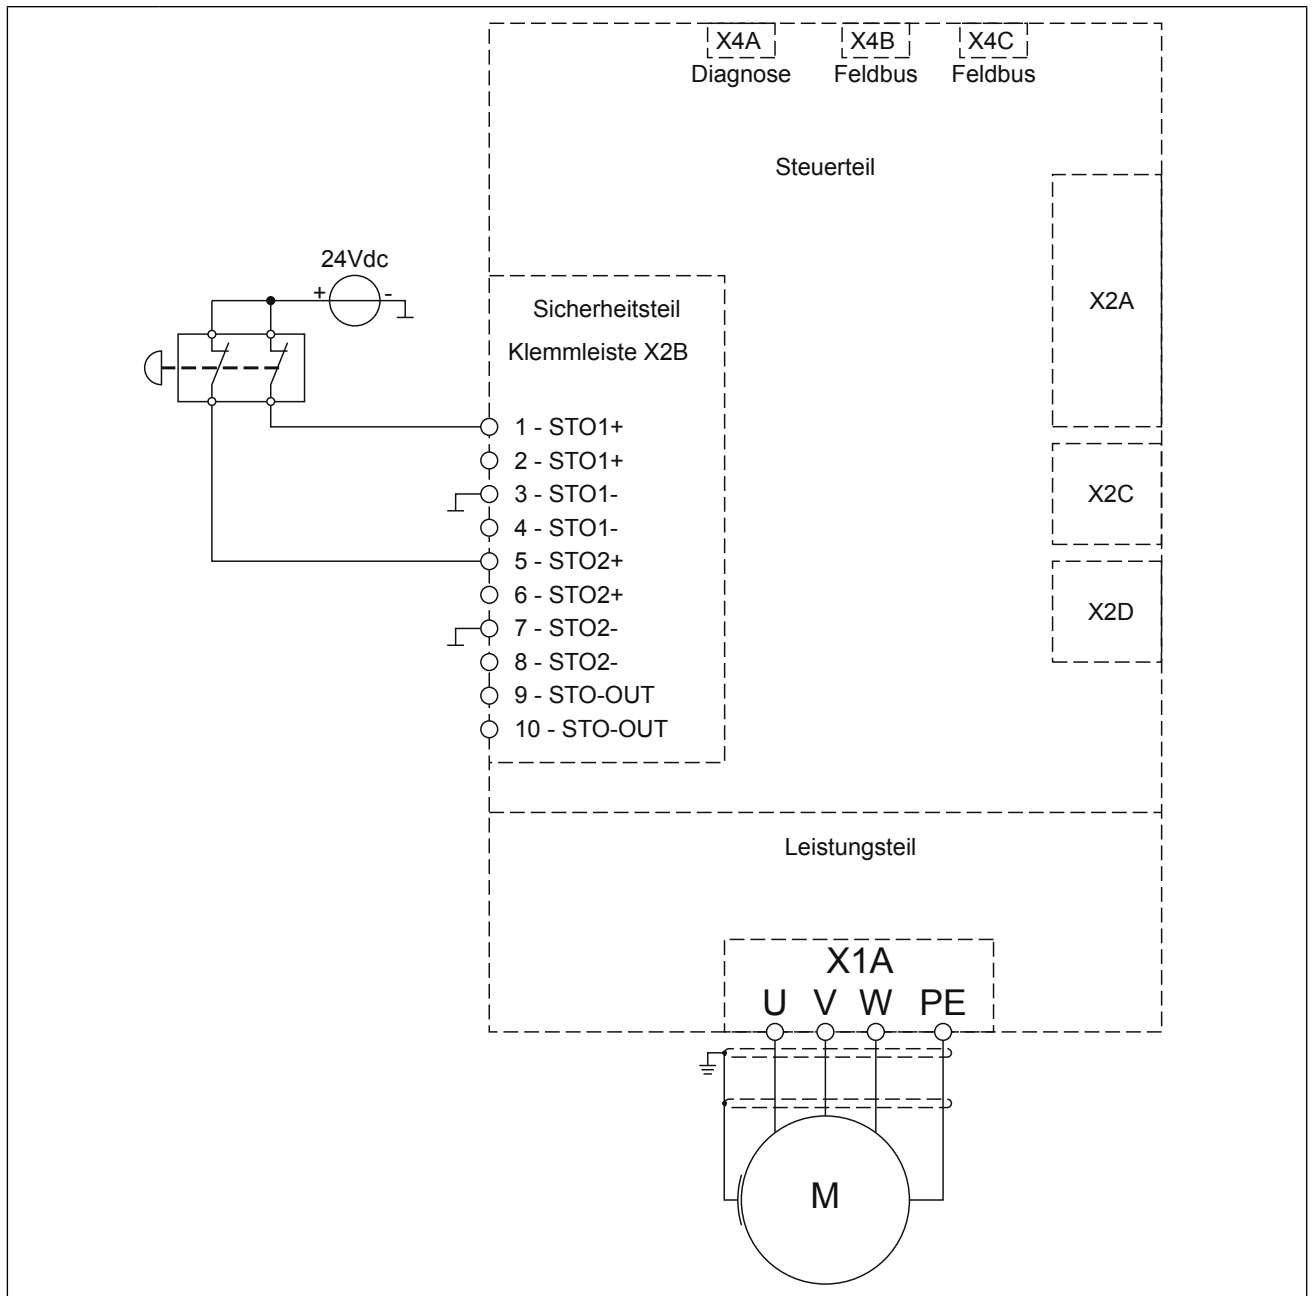 X4A X4B X4C
Diagnose Feldbus Feldbus
Steuerteil
24Vdc
+ -
Sicherheitsteil
Klemmleiste X2B
X2A
1 - STO1+
2 - STO1+
3 - STO1-
4 - STO1-
5 - STO2+
6 - STO2+
7 - STO2-
8 - STO2-
9 - STO-OUT
10 - STO-OUT
X2C
X2D
Leistungsteil
X1A
U V W PE
M